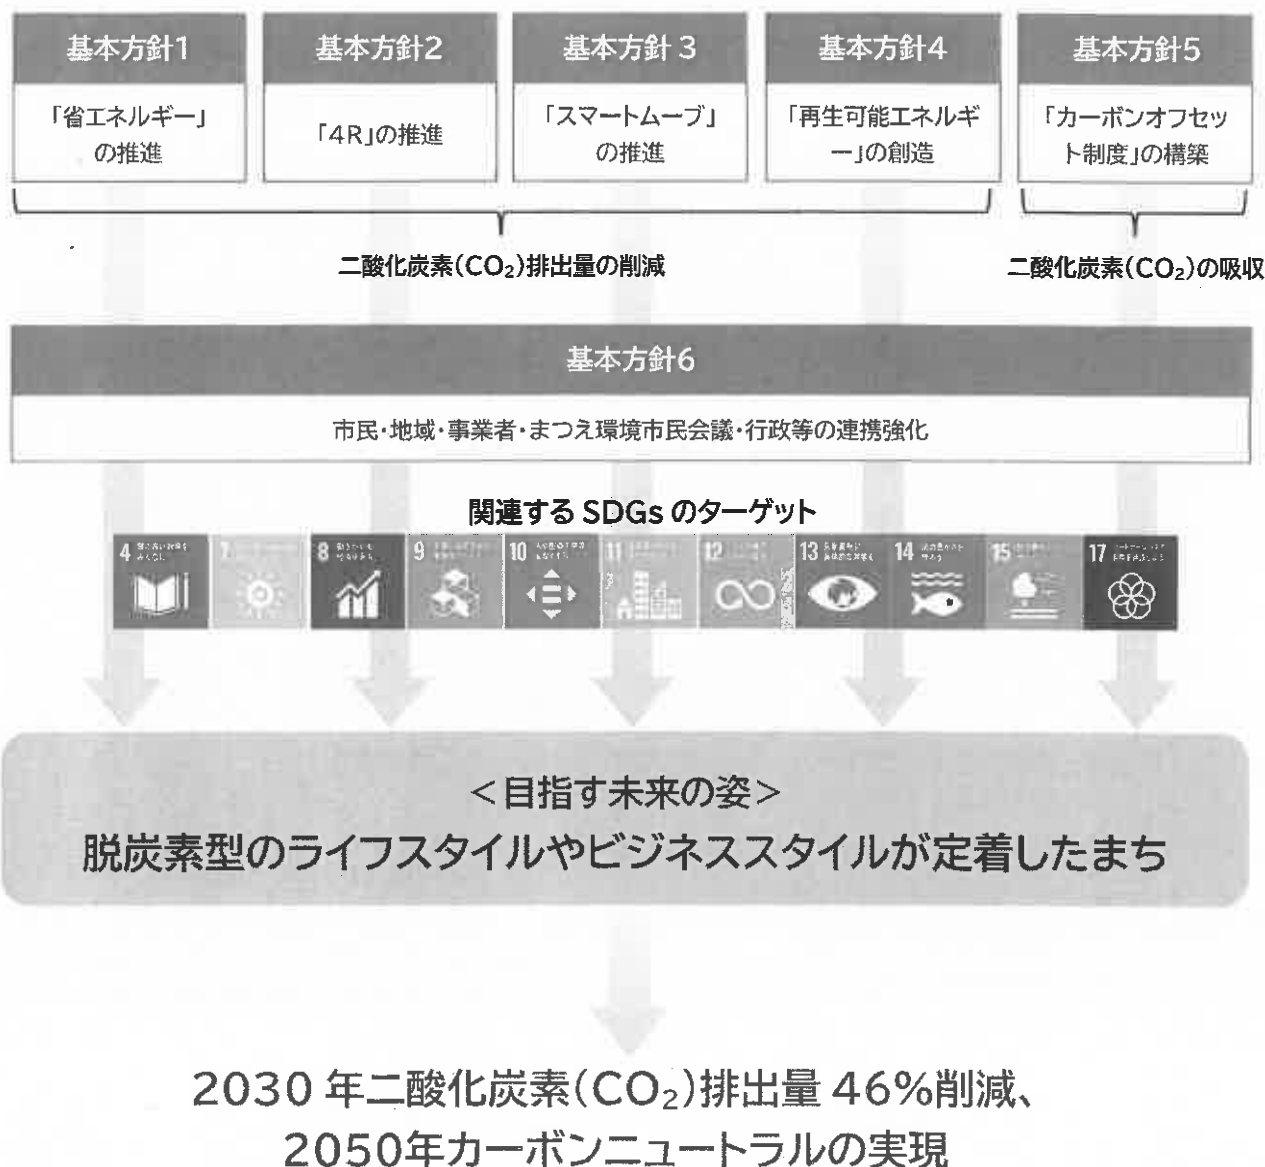 基本方針1
「省エネルギー」
の推進
基本方針2
「4R」の推進
基本方針3
「スマートムーブ」
の推進
基本方針4
「再生可能エネルギ
ー」の創造
基本方針5
「カーボンオフセッ
ト制度」の構築
二酸化炭素(CO₂)排出量の削減
二酸化炭素(CO₂)の吸収
基本方針6
市民・地域・事業者・まつえ環境市民会議・行政等の連携強化
関連する SDGs のターゲット
4
7
8
9
10
11
12
13
14
15
17
<目指す未来の姿>
脱炭素型のライフスタイルやビジネススタイルが定着したまち
2030 年二酸化炭素(CO₂)排出量 46%削減、
2050年カーボンニュートラルの実現